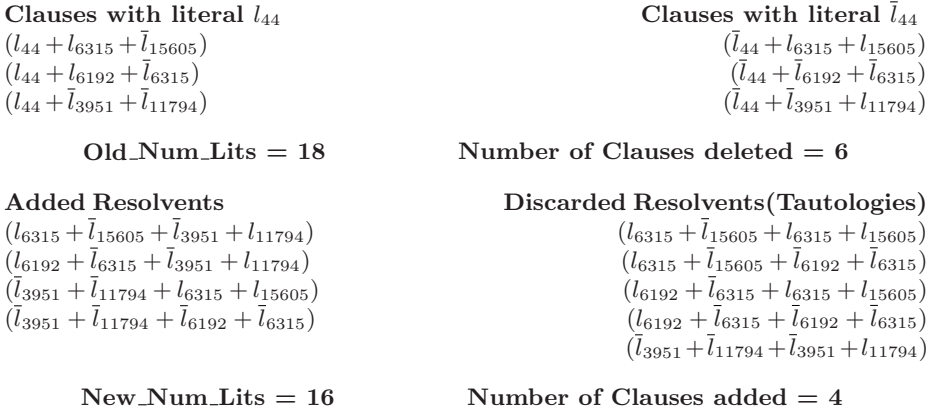 Clauses with literal l₄₄ Clauses with literal l̄₄₄
(l₄₄ + l₆₃₁₅ + l̄₁₅₆₀₅) (l̄₄₄ + l₆₃₁₅ + l₁₅₆₀₅)
(l₄₄ + l₆₁₉₂ + l̄₆₃₁₅) (l̄₄₄ + l̄₆₁₉₂ + l̄₆₃₁₅)
(l₄₄ + l̄₃₉₅₁ + l̄₁₁₇₉₄) (l̄₄₄ + l̄₃₉₅₁ + l₁₁₇₉₄)
Old_Num_Lits = 18 Number of Clauses deleted = 6
Added Resolvents Discarded Resolvents(Tautologies)
(l₆₃₁₅ + l̄₁₅₆₀₅ + l̄₃₉₅₁ + l₁₁₇₉₄) (l₆₃₁₅ + l̄₁₅₆₀₅ + l₆₃₁₅ + l₁₅₆₀₅)
(l₆₁₉₂ + l̄₆₃₁₅ + l̄₃₉₅₁ + l₁₁₇₉₄) (l₆₃₁₅ + l̄₁₅₆₀₅ + l̄₆₁₉₂ + l̄₆₃₁₅)
(l̄₃₉₅₁ + l̄₁₁₇₉₄ + l₆₃₁₅ + l₁₅₆₀₅) (l₆₁₉₂ + l̄₆₃₁₅ + l₆₃₁₅ + l₁₅₆₀₅)
(l̄₃₉₅₁ + l̄₁₁₇₉₄ + l̄₆₁₉₂ + l̄₆₃₁₅) (l₆₁₉₂ + l̄₆₃₁₅ + l̄₆₁₉₂ + l̄₆₃₁₅)
(l̄₃₉₅₁ + l̄₁₁₇₉₄ + l̄₃₉₅₁ + l₁₁₇₉₄)
New_Num_Lits = 16 Number of Clauses added = 4